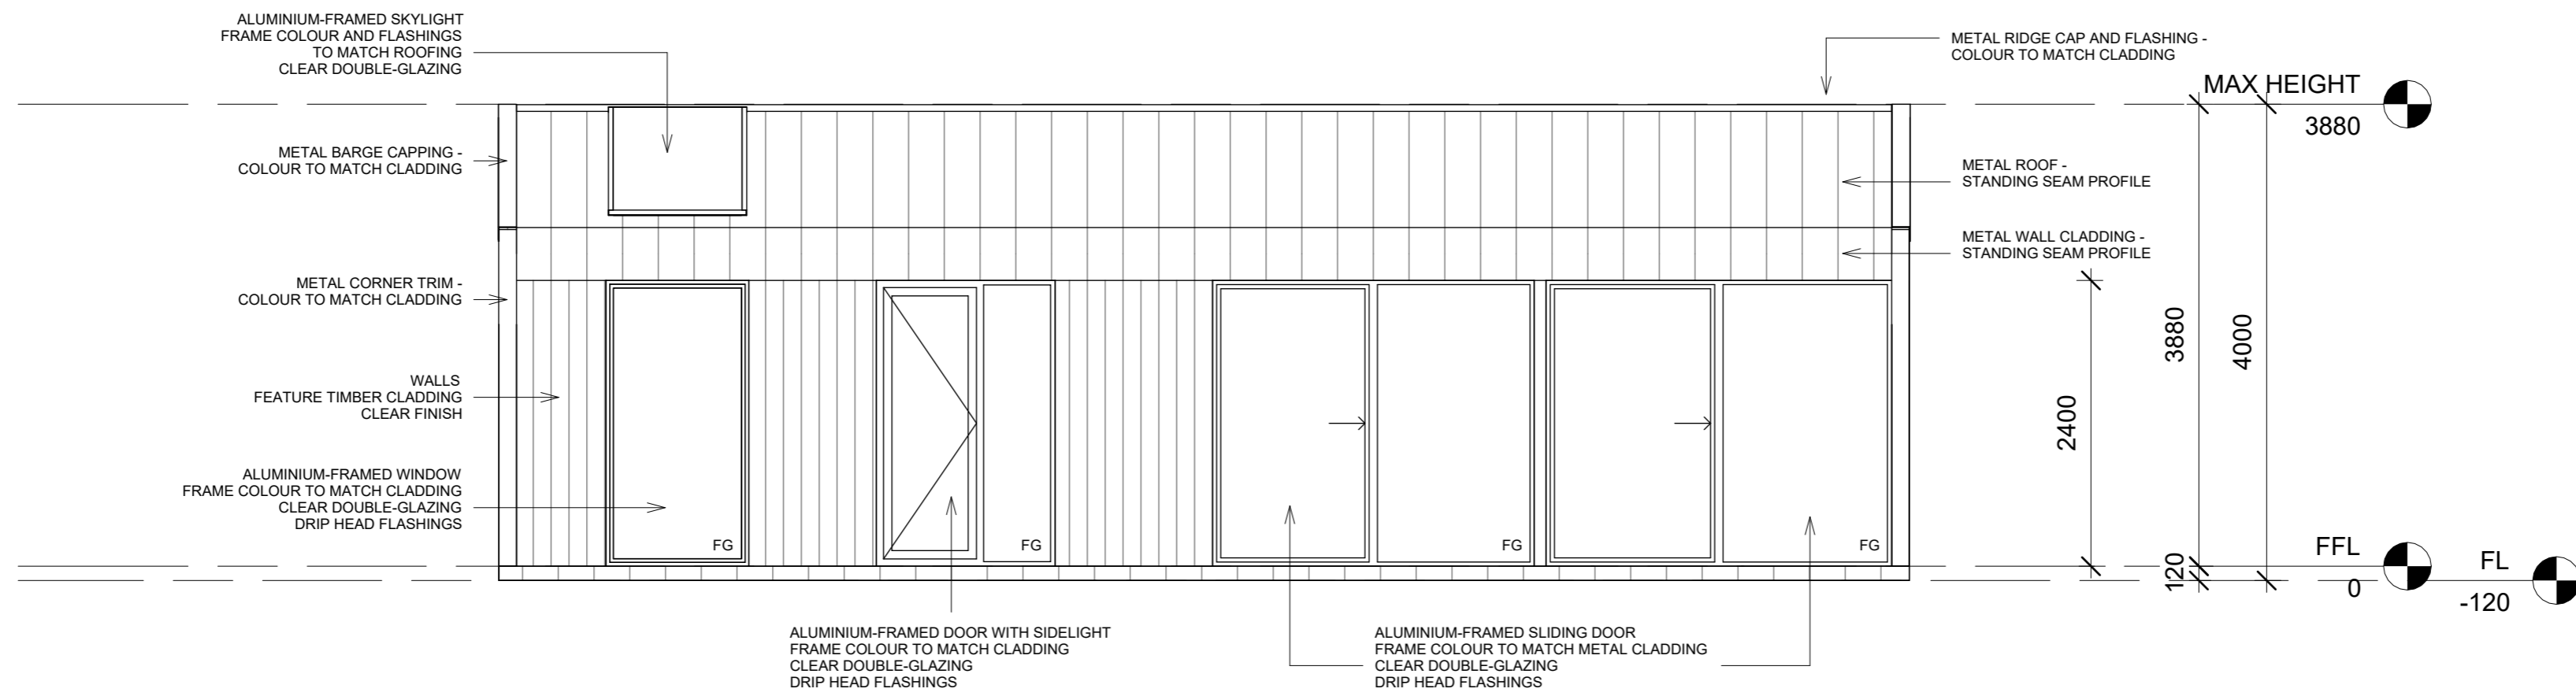 ALUMINIUM-FRAMED SKYLIGHT
FRAME COLOUR AND FLASHINGS
TO MATCH ROOFING
CLEAR DOUBLE-GLAZING
METAL RIDGE CAP AND FLASHING -
COLOUR TO MATCH CLADDING
MAX HEIGHT
3880
METAL BARGE CAPPING -
COLOUR TO MATCH CLADDING
METAL ROOF -
STANDING SEAM PROFILE
METAL WALL CLADDING -
STANDING SEAM PROFILE
METAL CORNER TRIM -
COLOUR TO MATCH CLADDING
WALLS
FEATURE TIMBER CLADDING
CLEAR FINISH
ALUMINIUM-FRAMED WINDOW
FRAME COLOUR TO MATCH CLADDING
CLEAR DOUBLE-GLAZING
DRIP HEAD FLASHINGS
FG
FG
FG
FG
2400
3880
4000
120
FFL
0
FL
-120
ALUMINIUM-FRAMED DOOR WITH SIDELIGHT
FRAME COLOUR TO MATCH CLADDING
CLEAR DOUBLE-GLAZING
DRIP HEAD FLASHINGS
ALUMINIUM-FRAMED SLIDING DOOR
FRAME COLOUR TO MATCH METAL CLADDING
CLEAR DOUBLE-GLAZING
DRIP HEAD FLASHINGS